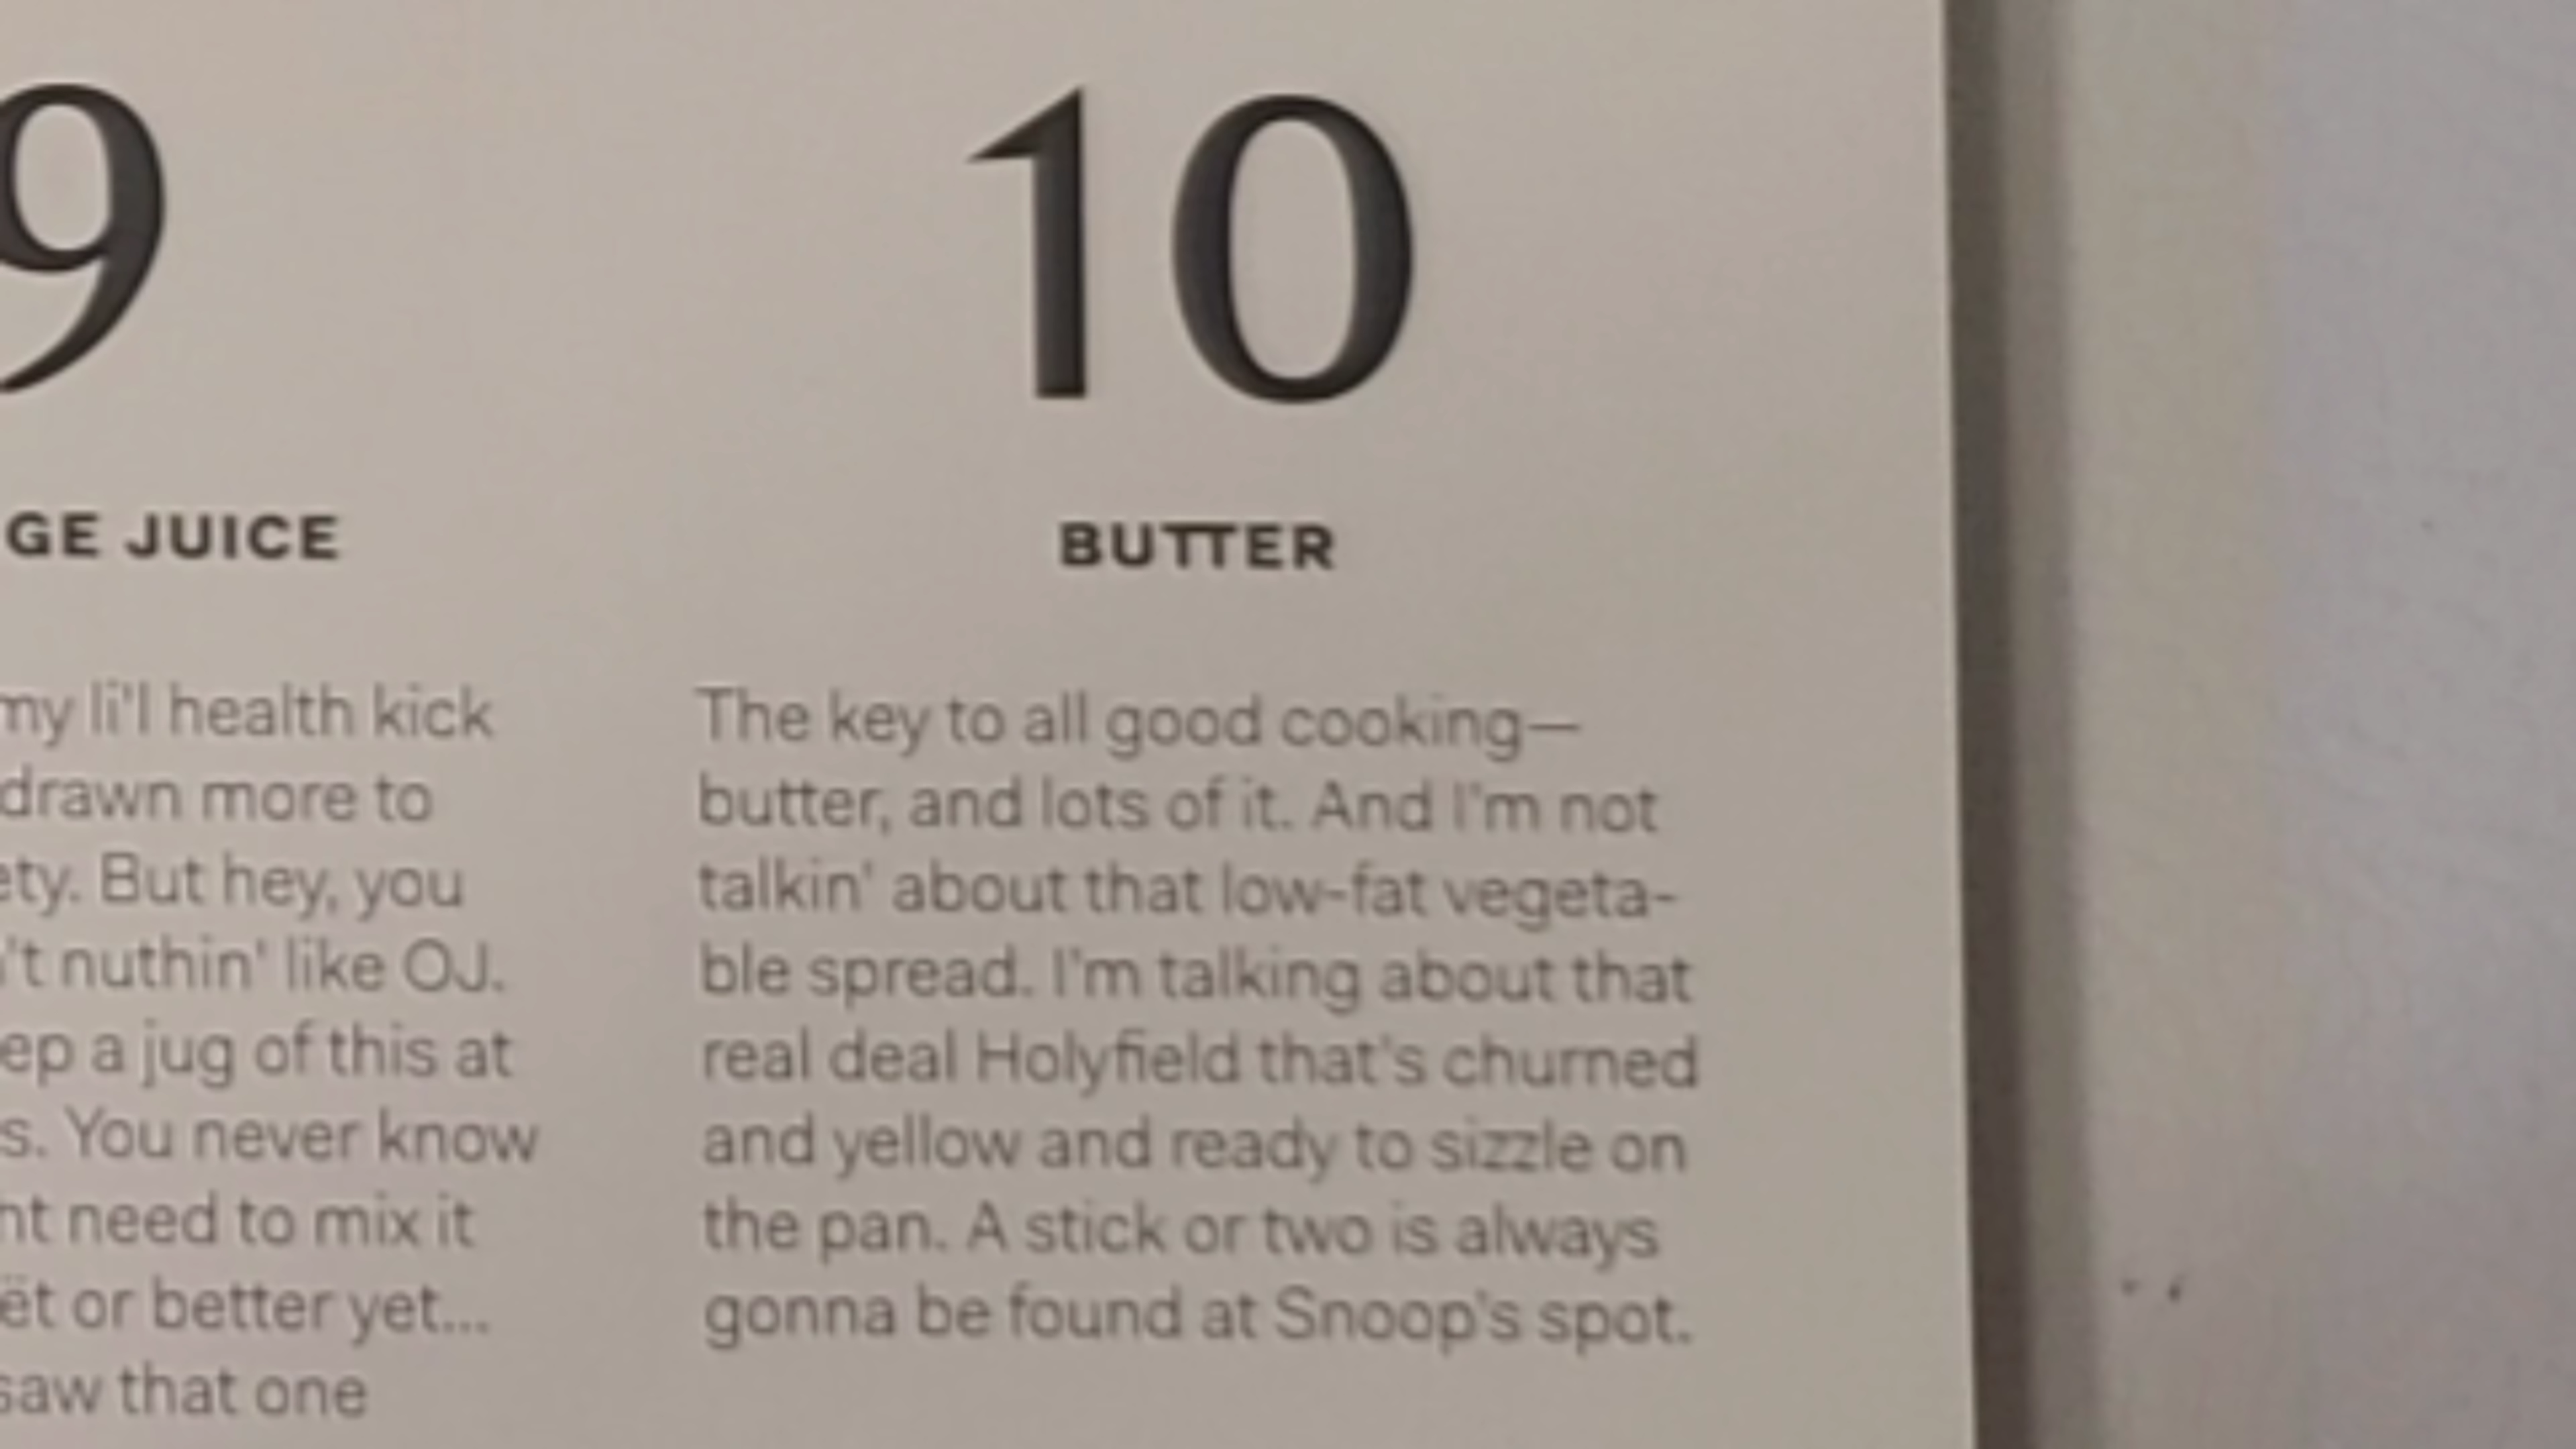 9
GE JUICE
my li'l health kick
drawn more to
ety. But hey, you
't nuthin' like OJ.
ep a jug of this at
s. You never know
ht need to mix it
ët or better yet...
saw that one
10
BUTTER
The key to all good cooking—
butter, and lots of it. And I'm not
talkin' about that low-fat vegeta-
ble spread. I'm talking about that
real deal Holyfield that's churned
and yellow and ready to sizzle on
the pan. A stick or two is always
gonna be found at Snoop's spot.